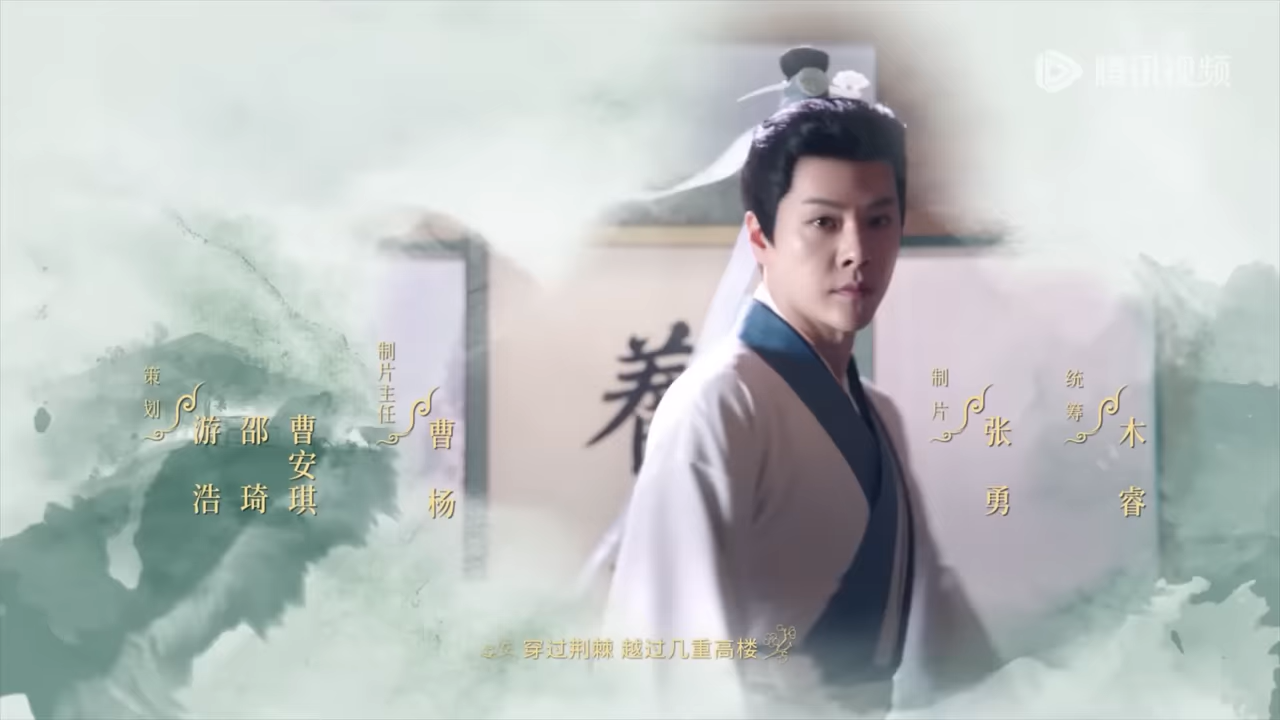 腾讯视频
策划
游浩
邵琦
曹安琪
制片主任
曹杨
养
制片
张勇
统筹
木睿
穿过荆棘 越过几重高楼